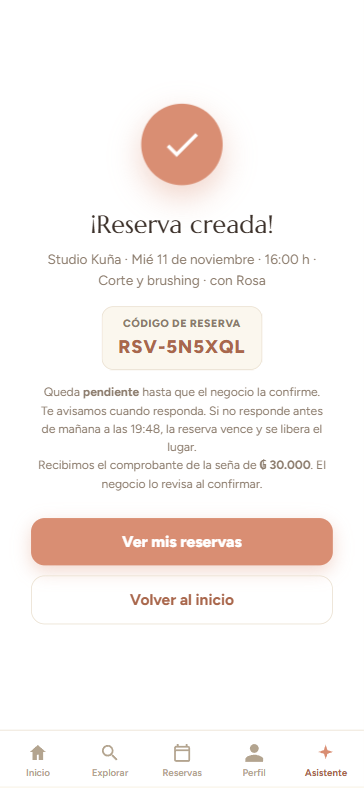 ¡Reserva creada!
Studio Kuña · Mié 11 de noviembre · 16:00 h ·
Corte y brushing · con Rosa
CÓDIGO DE RESERVA
RSV-5N5XQL
Queda pendiente hasta que el negocio la confirme.
Te avisamos cuando responda. Si no responde antes
de mañana a las 19:48, la reserva vence y se libera el
lugar.
Recibimos el comprobante de la seña de ₲ 30.000. El
negocio lo revisa al confirmar.
Ver mis reservas
Volver al inicio
Inicio Explorar Reservas Perfil Asistente